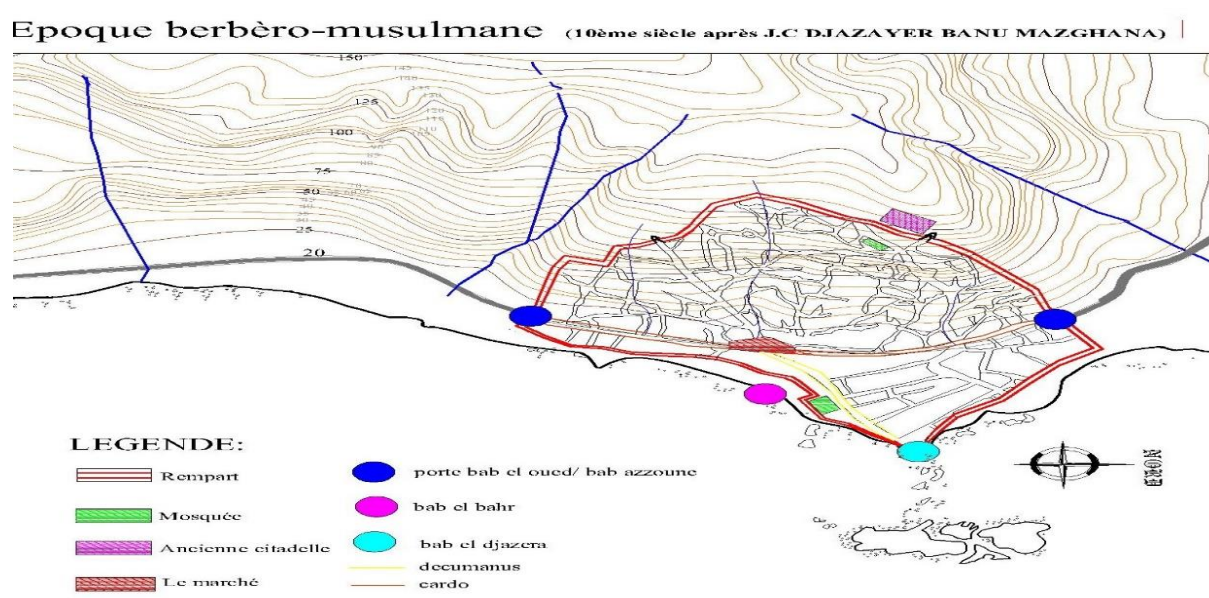 Epoque berbèro-musulmane (10ème siècle après J.C DJAZAYER BANU MAZGHANA)
150
125
100
75
50
25
20
LEGENDE:
Rempart
Mosquée
Ancienne citadelle
Le marché
porte bab el oued/ bab azzoune
bab el bahr
bab el djazera
decumanus
cardo
NORD